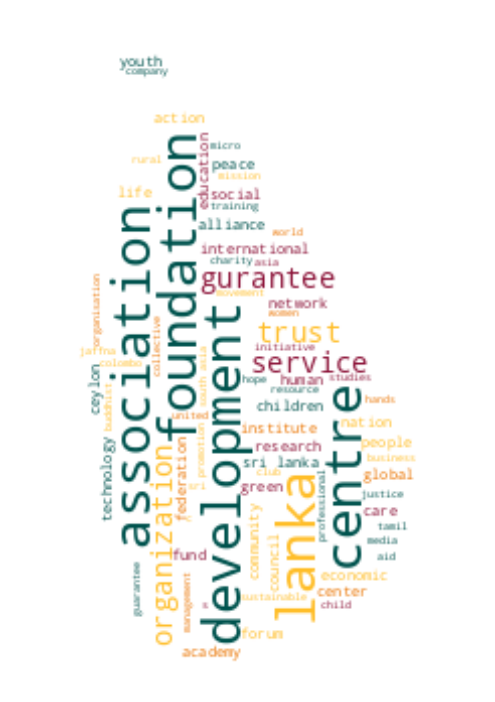 youth
company
action
foundation
education
micro
rural
peace
mission
life
social
training
association
alliance
world
international
charity
asia
gurantee
organisation
movement
network
women
development
trust
collective
initiative
jaffna
south asia
service
colombo
ceylon
hope
human
studies
resource
centre
hands
buddhist
children
united
nation
institute
promotion
technology
federation
organization
research
people
sri lanka
business
club
lanka
global
green
professional
justice
care
community
tamil
council
media
fund
aid
guarantee
management
economic
sustainable
center
s
child
forum
academy